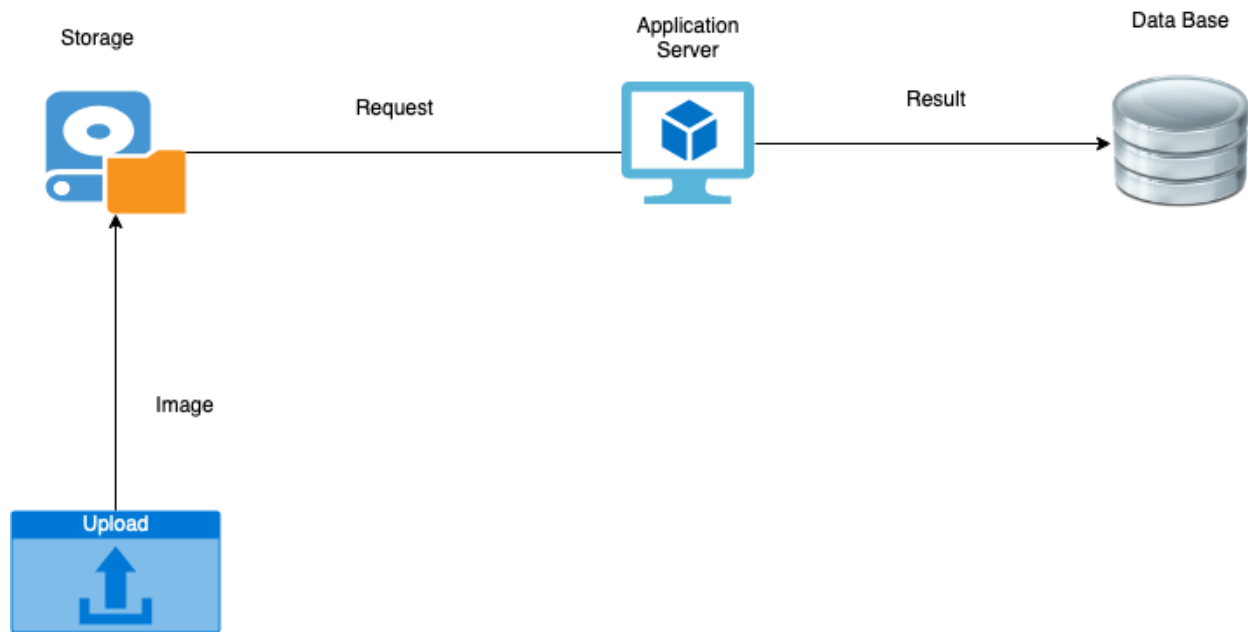 Storage
Application
Server
Data Base
Request
Result
Image
Upload